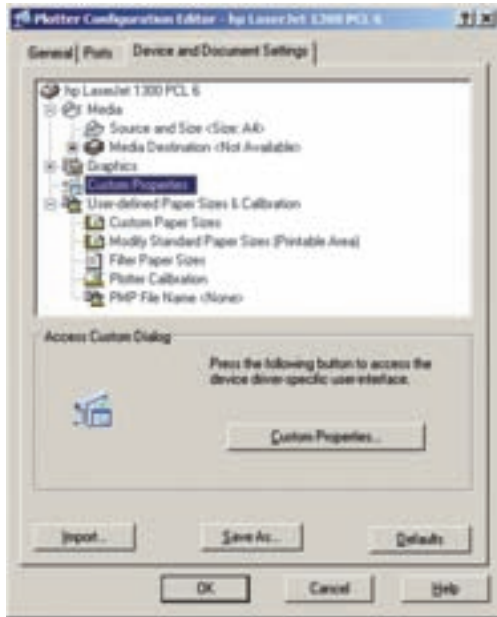 Plotter Configuration Editor - hp LaserJet 1300 PCL 6
General
Ports
Device and Document Settings
hp LaserJet 1300 PCL 6
Media
Source and Size <Size: A4>
Media Destination <Not Available>
Graphics
Custom Properties
User-defined Paper Sizes & Calibration
Custom Paper Sizes
Modify Standard Paper Sizes (Printable Area)
Filter Paper Sizes
Plotter Calibration
PMP File Name <None>
Access Custom Dialog
Press the following button to access the
device driver-specific user-interface.
Custom Properties...
Import...
Save As...
Defaults
OK
Cancel
Help